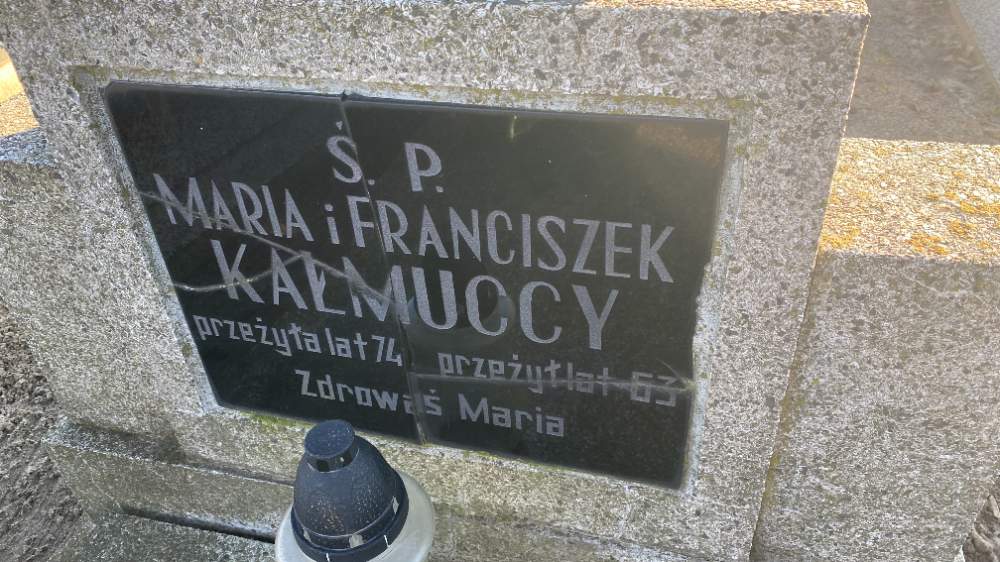 Ś. P.
MARIA i FRANCISZEK
KAŁMUCCY
przeżyła lat 74 przeżył lat 63
Zdrowaś Maria